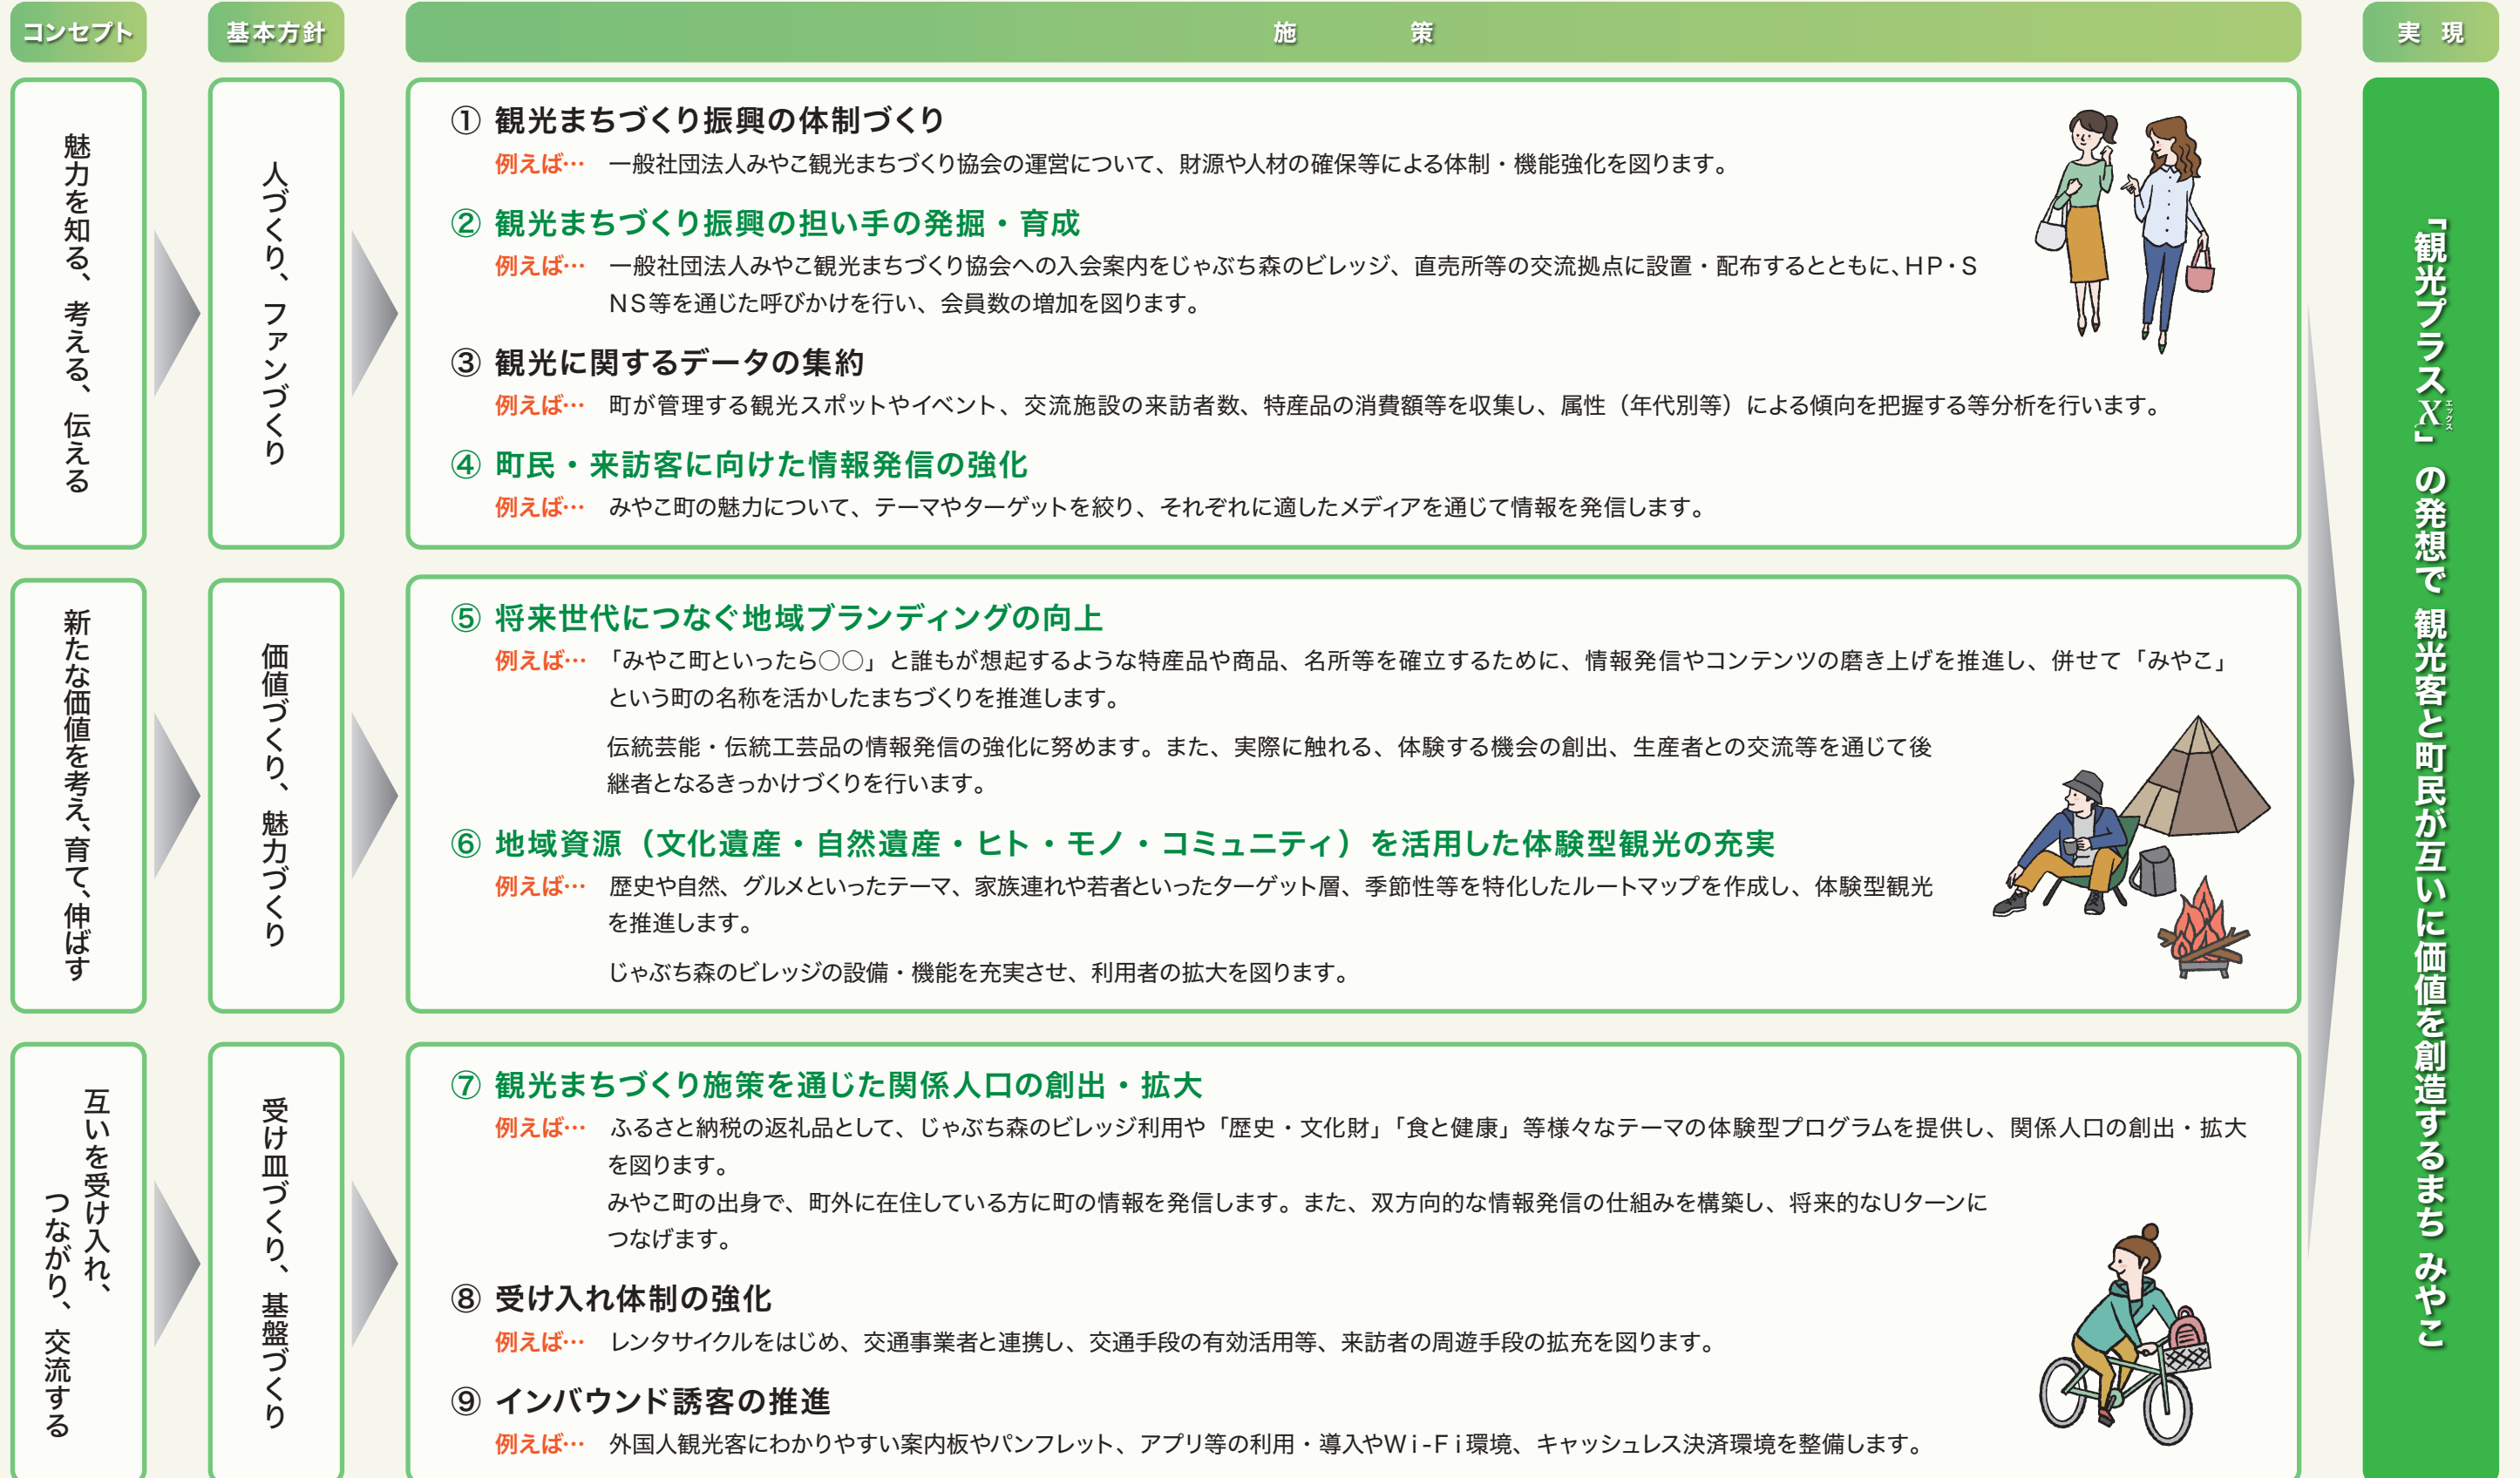 コンセプト
基本方針
施策
実現
魅力を知る、考える、伝える
人づくり、ファンづくり
① 観光まちづくり振興の体制づくり
例えば… 一般社団法人みやこ観光まちづくり協会の運営について、財源や人材の確保等による体制・機能強化を図ります。
② 観光まちづくり振興の担い手の発掘・育成
例えば… 一般社団法人みやこ観光まちづくり協会への入会案内をじゃぶち森のビレッジ、直売所等の交流拠点に設置・配布するとともに、HP・S
NS等を通じた呼びかけを行い、会員数の増加を図ります。
③ 観光に関するデータの集約
例えば… 町が管理する観光スポットやイベント、交流施設の来訪者数、特産品の消費額等を収集し、属性（年代別等）による傾向を把握する等分析を行います。
④ 町民・来訪客に向けた情報発信の強化
例えば… みやこ町の魅力について、テーマやターゲットを絞り、それぞれに適したメディアを通じて情報を発信します。
新たな価値を考え、育て、伸ばす
価値づくり、魅力づくり
⑤ 将来世代につなぐ地域ブランディングの向上
例えば… 「みやこ町といったら○○」と誰もが想起するような特産品や商品、名所等を確立するために、情報発信やコンテンツの磨き上げを推進し、併せて「みやこ」
という町の名称を活かしたまちづくりを推進します。
伝統芸能・伝統工芸品の情報発信の強化に努めます。また、実際に触れる、体験する機会の創出、生産者との交流等を通じて後
継者となるきっかけづくりを行います。
⑥ 地域資源（文化遺産・自然遺産・ヒト・モノ・コミュニティ）を活用した体験型観光の充実
例えば… 歴史や自然、グルメといったテーマ、家族連れや若者といったターゲット層、季節性等を特化したルートマップを作成し、体験型観光
を推進します。
じゃぶち森のビレッジの設備・機能を充実させ、利用者の拡大を図ります。
互いを受け入れ、
つながり、交流する
受け皿づくり、基盤づくり
⑦ 観光まちづくり施策を通じた関係人口の創出・拡大
例えば… ふるさと納税の返礼品として、じゃぶち森のビレッジ利用や「歴史・文化財」「食と健康」等様々なテーマの体験型プログラムを提供し、関係人口の創出・拡大
を図ります。
みやこ町の出身で、町外に在住している方に町の情報を発信します。また、双方向的な情報発信の仕組みを構築し、将来的なUターンに
つなげます。
⑧ 受け入れ体制の強化
例えば… レンタサイクルをはじめ、交通事業者と連携し、交通手段の有効活用等、来訪者の周遊手段の拡充を図ります。
⑨ インバウンド誘客の推進
例えば… 外国人観光客にわかりやすい案内板やパンフレット、アプリ等の利用・導入やWi-Fi環境、キャッシュレス決済環境を整備します。
「観光プラスX」の発想で 観光客と町民が互いに価値を創造するまち みやこ
エックス